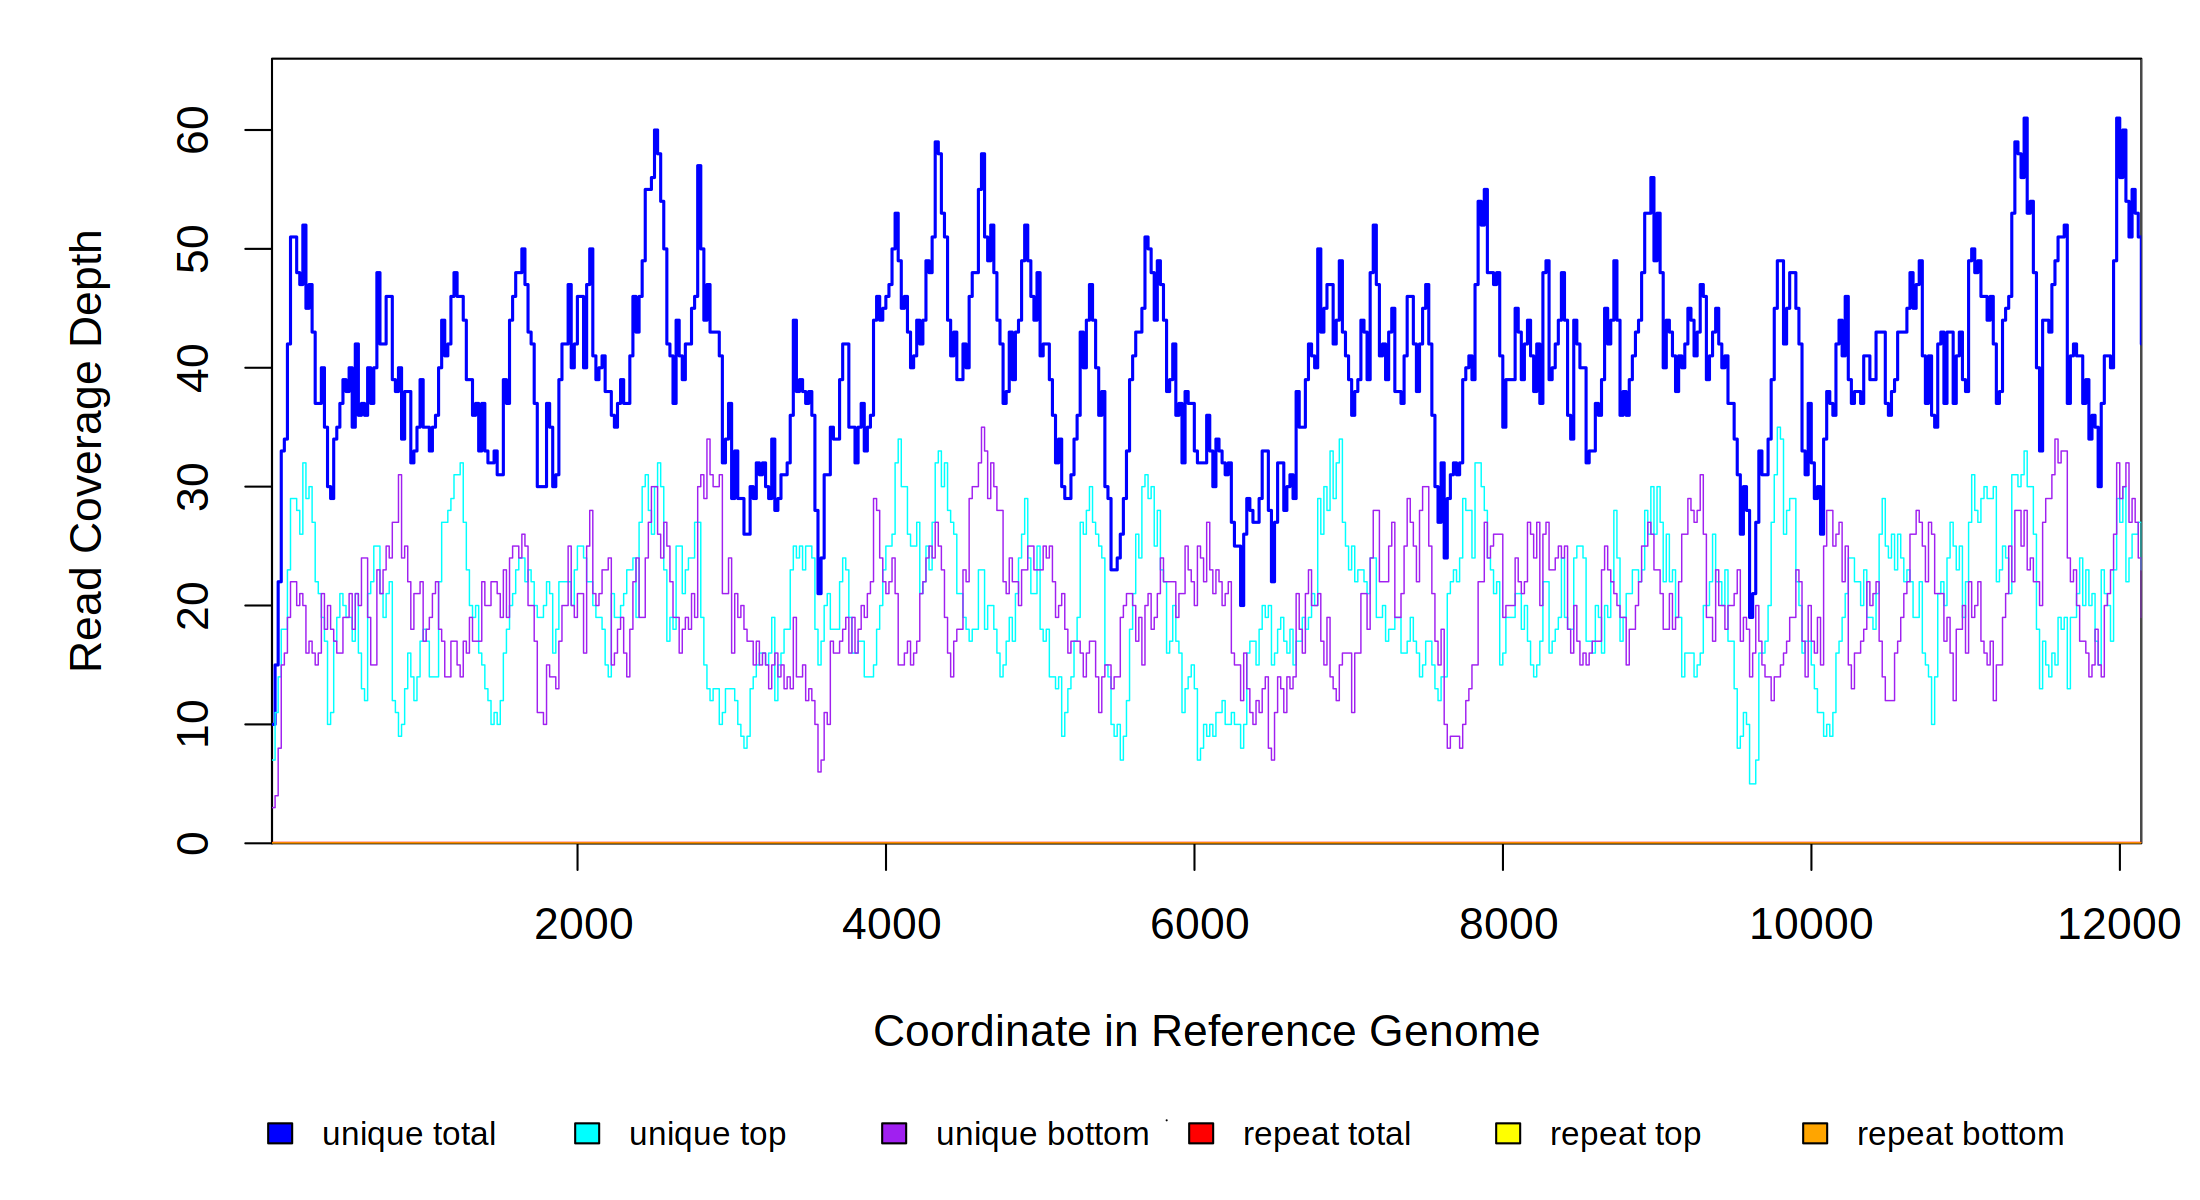 60
50
40
30
20
10
0
Read Coverage Depth
2000 4000 6000 8000 10000 12000
Coordinate in Reference Genome
unique total unique top unique bottom repeat total repeat top repeat bottom